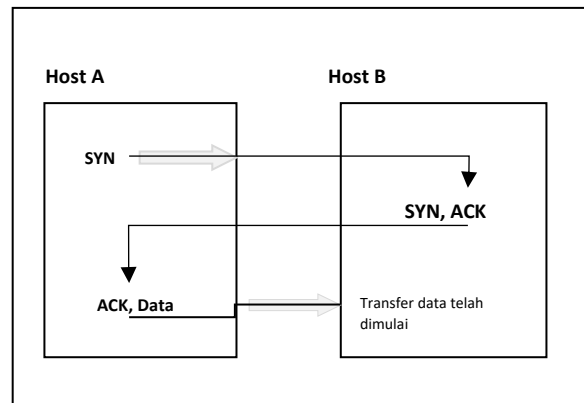 Host A
Host B
SYN
SYN, ACK
ACK, Data
Transfer data telah
dimulai